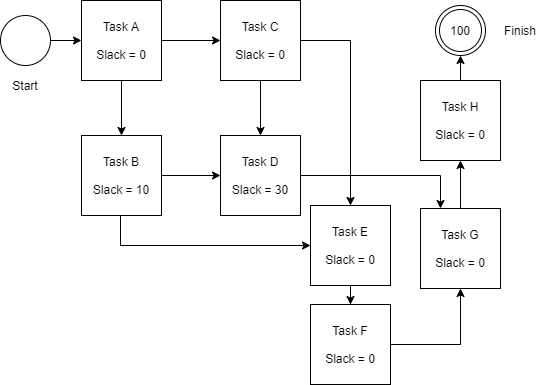 Start
Task A
Slack = 0
Task C
Slack = 0
100
Finish
Task B
Slack = 10
Task D
Slack = 30
Task H
Slack = 0
Task E
Slack = 0
Task G
Slack = 0
Task F
Slack = 0